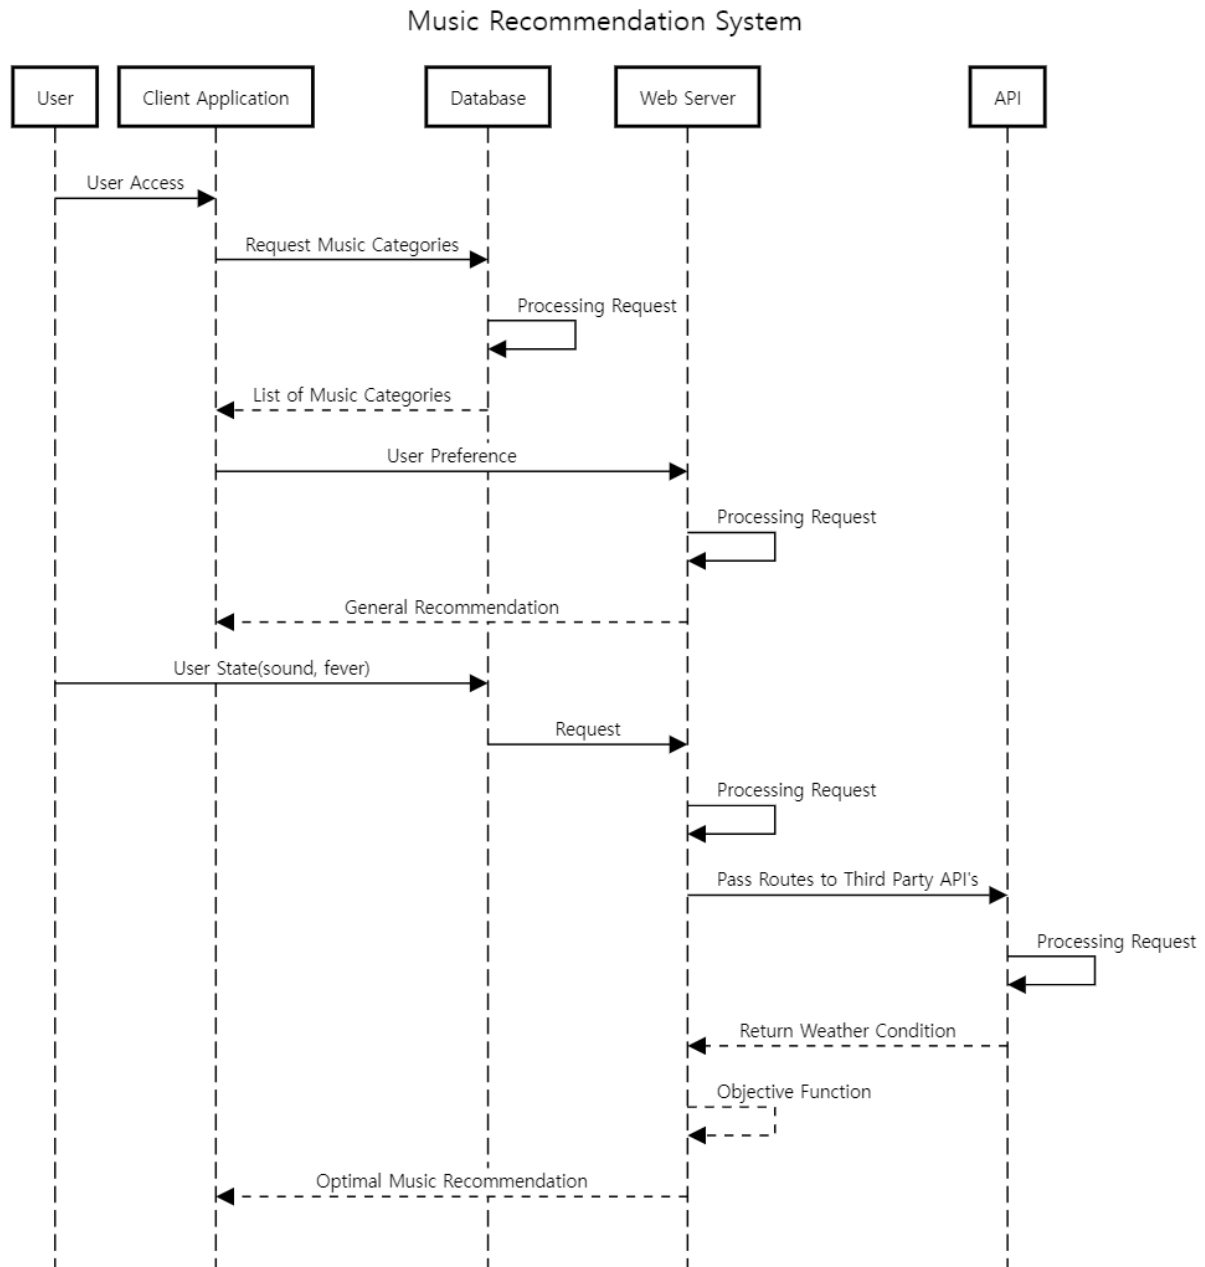 Music Recommendation System
User
Client Application
Database
Web Server
API
User Access
Request Music Categories
Processing Request
List of Music Categories
User Preference
Processing Request
General Recommendation
User State(sound, fever)
Request
Processing Request
Pass Routes to Third Party API's
Processing Request
Return Weather Condition
Objective Function
Optimal Music Recommendation